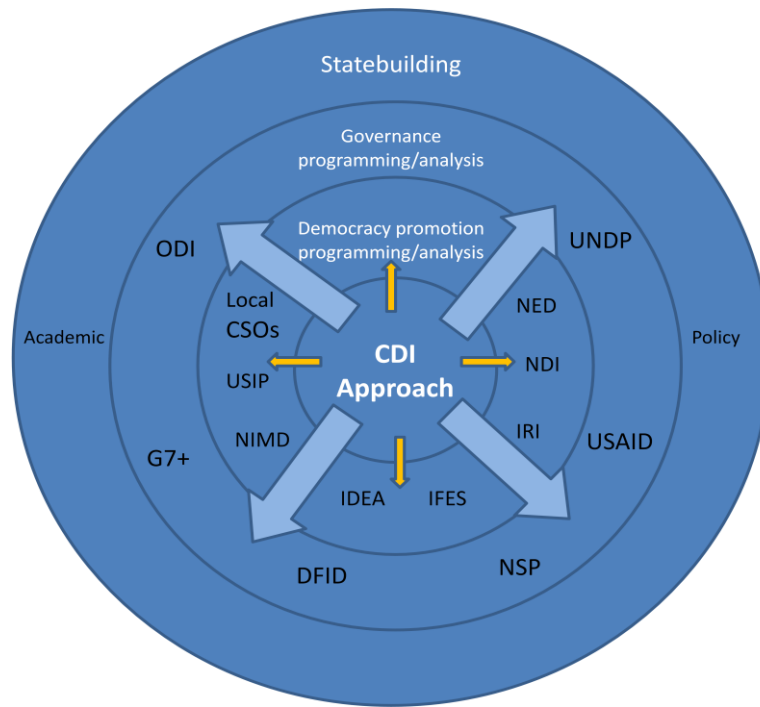 Statebuilding
Governance
programming/analysis
Democracy promotion
programming/analysis
ODI
UNDP
Local
CSOs
NED
Academic
Policy
CDI
Approach
USIP
NDI
NIMD
IRI
G7+
USAID
IDEA
IFES
DFID
NSP